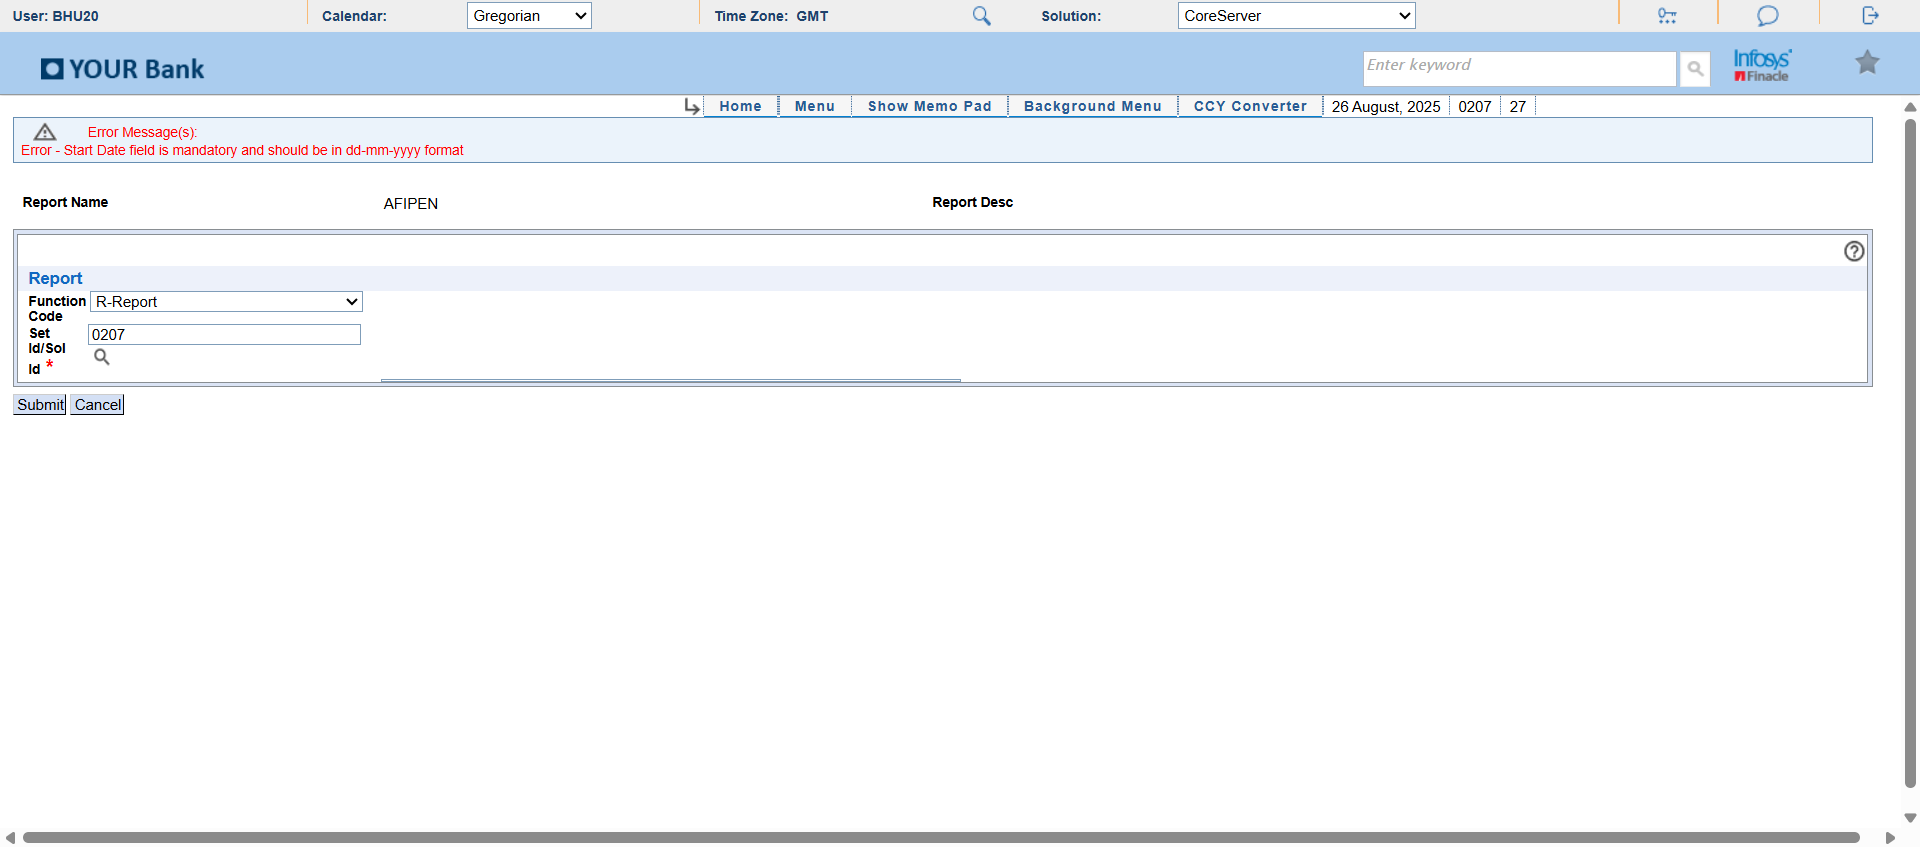 User: BHU20 Calendar: Gregorian Time Zone: GMT Solution: CoreServer
YOUR Bank Enter keyword Infosys Finacle
Home Menu Show Memo Pad Background Menu CCY Converter 26 August, 2025 0207 27
Error Message(s):
Error - Start Date field is mandatory and should be in dd-mm-yyyy format
Report Name AFIPEN Report Desc
Report
Function Code R-Report
Set Id/Sol Id * 0207
Submit Cancel